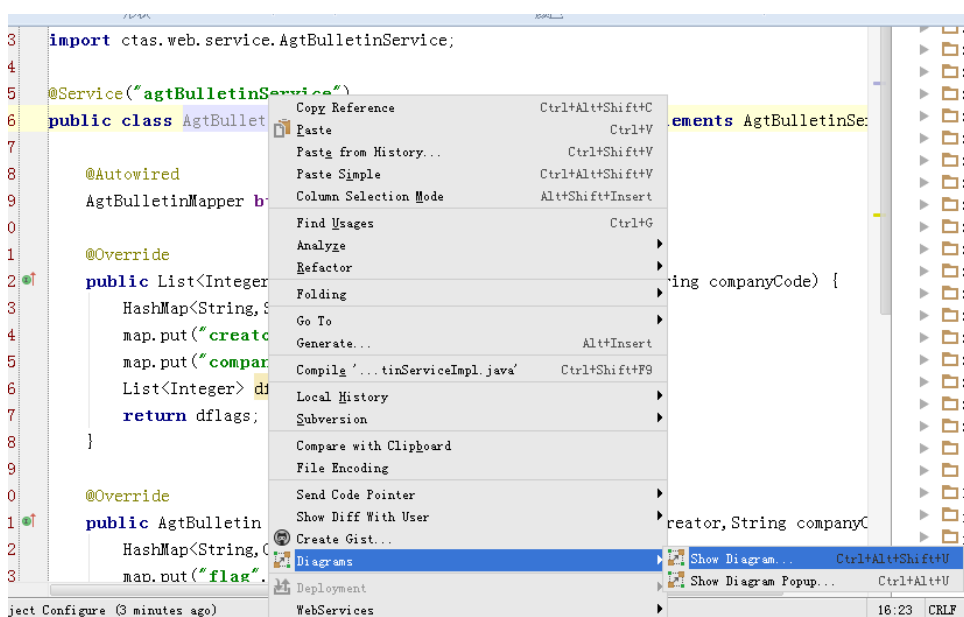 形状
颜色
3 import ctas.web.service.AgtBulletinService;
4
5 @Service("agtBulletinService")
6 public class AgtBullet ements AgtBulletinSe
7
8 @Autowired
9 AgtBulletinMapper b
0
1 @Override
2 public List<Integer ring companyCode) {
3 HashMap<String,S
4 map.put("creato
5 map.put("compan
6 List<Integer> df
7 return dflags;
8 }
9
0 @Override
1 public AgtBulletin reator,String companyC
2 HashMap<String,O
3 map.put("flag".
Copy Reference Ctrl+Alt+Shift+C
Paste Ctrl+V
Paste from History... Ctrl+Shift+V
Paste Simple Ctrl+Alt+Shift+V
Column Selection Mode Alt+Shift+Insert
Find Usages Ctrl+G
Analyze
Refactor
Folding
Go To
Generate... Alt+Insert
Compile '...tinServiceImpl.java' Ctrl+Shift+F9
Local History
Subversion
Compare with Clipboard
File Encoding
Send Code Pointer
Show Diff With User
Create Gist...
Diagrams
Deployment
WebServices
Show Diagram... Ctrl+Alt+Shift+U
Show Diagram Popup... Ctrl+Alt+U
ject Configure (3 minutes ago)
16:23 CRLF